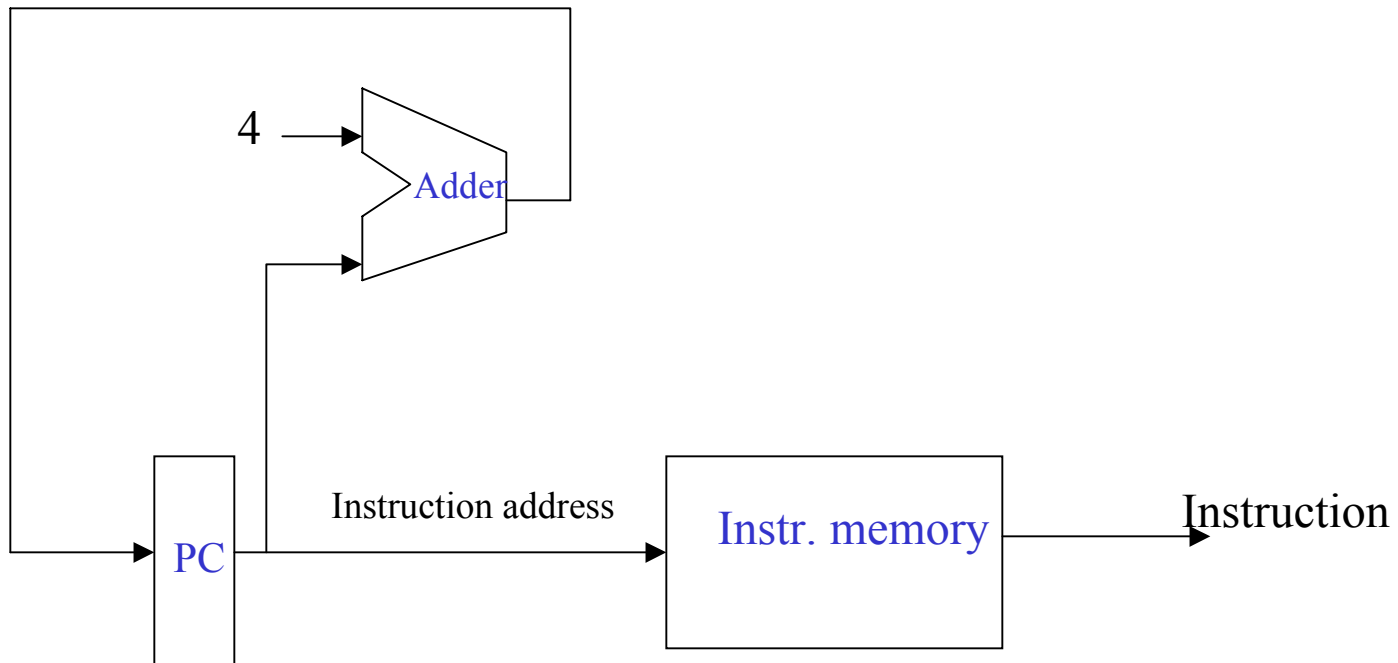 4
Adder
Instruction address
Instr. memory
Instruction
PC